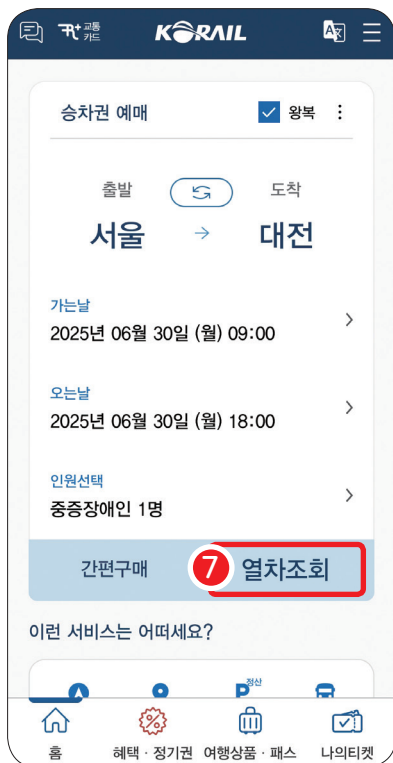 교통
카드
KORAIL
승차권 예매
왕복
출발
도착
서울 → 대전
가는날
2025년 06월 30일 (월) 09:00
오는날
2025년 06월 30일 (월) 18:00
인원선택
중증장애인 1명
간편구매
7 열차조회
이런 서비스는 어떠세요?
P정산
홈
혜택 · 정기권
여행상품 · 패스
나의티켓